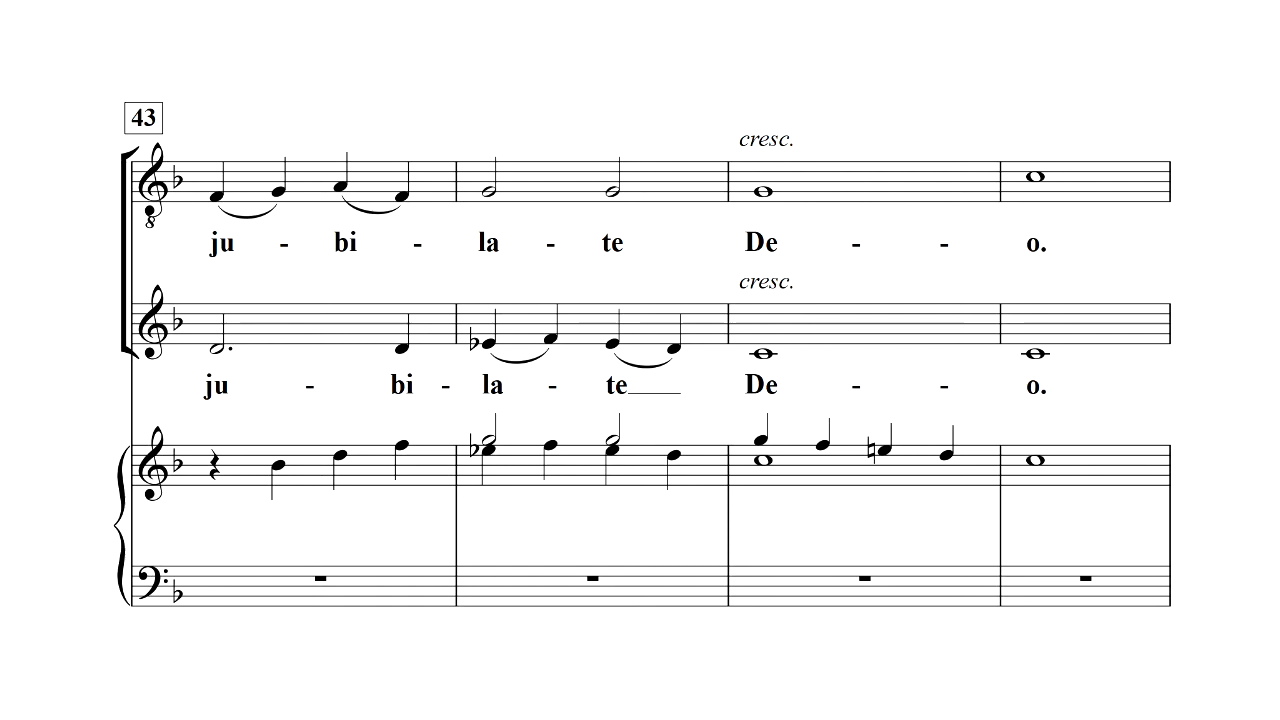 43
cresc.
ju - bi - la - te De - - o.
cresc.
ju - bi - la - te De - - o.